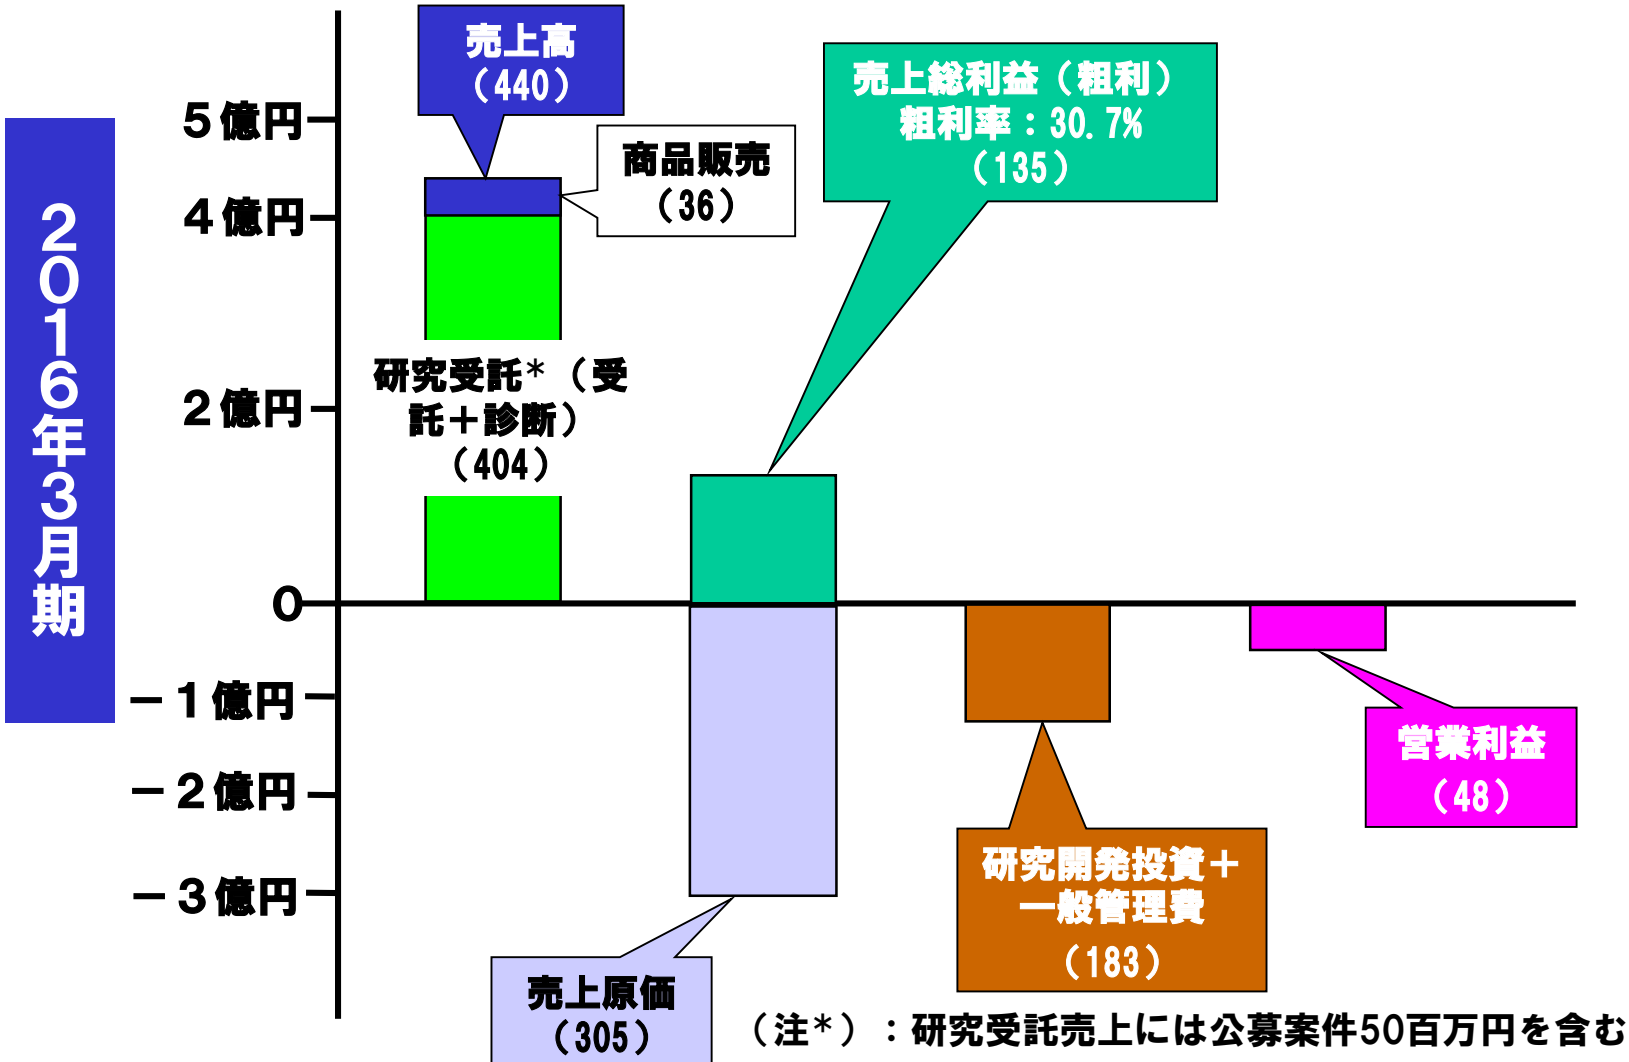 ２０１６年３月期
５億円
４億円
２億円
０
－１億円
－２億円
－３億円
売上高
（440）
商品販売
（36）
売上総利益（粗利）
粗利率：30.7%
（135）
研究受託*（受
託＋診断）
（404）
営業利益
（48）
研究開発投資＋
一般管理費
（183）
売上原価
（305）
（注*）：研究受託売上には公募案件50百万円を含む